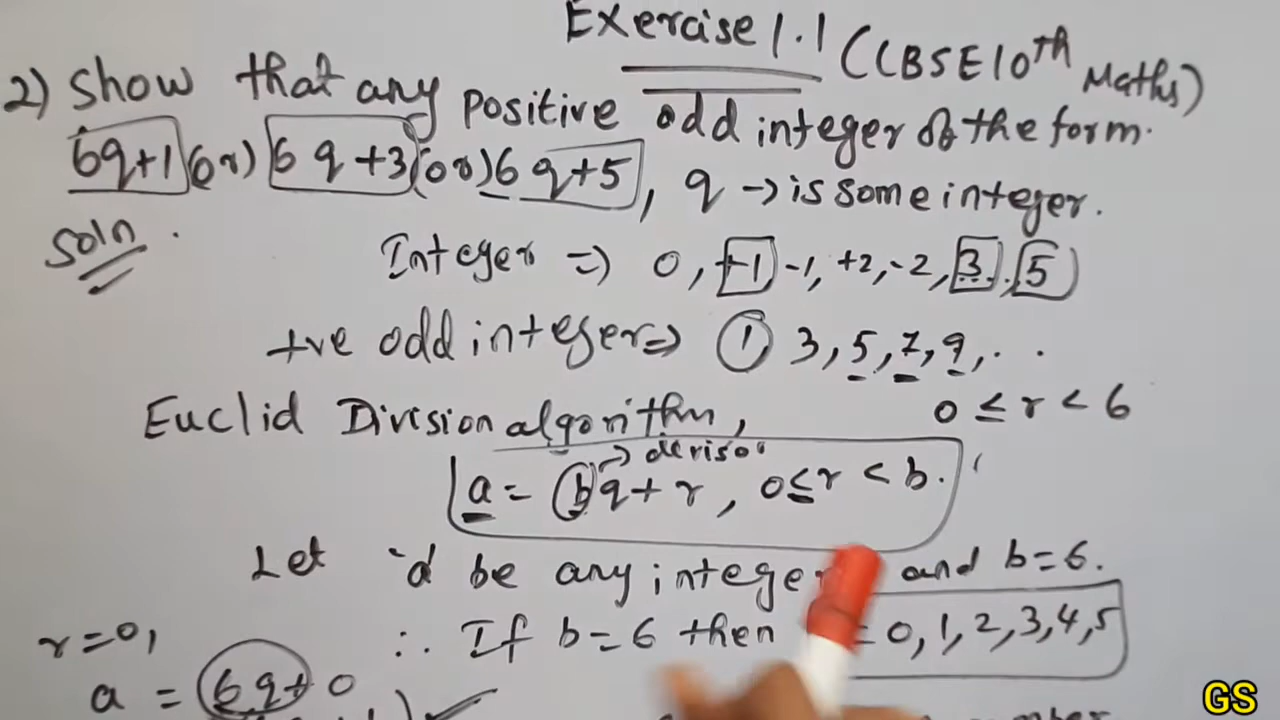 Exercise 1.1 (CBSE 10th Maths)
2) Show that any positive odd integer of the form.
6q+1 (or) 6q+3 (or) 6q+5, q → is some integer.
Soln.
Integer ⇒ 0, +1 -1, +2, -2, 3..., 5
+ve odd integer ⇒ 1, 3, 5, 7, 9, ..
Euclid Division algorithm, 0 ≤ r < 6
→ devisor
a = bq + r, 0 ≤ r < b.
Let 'a' be any integer and b = 6.
r = 0, ∴ If b = 6 then = 0, 1, 2, 3, 4, 5
a = 6q + 0
GS